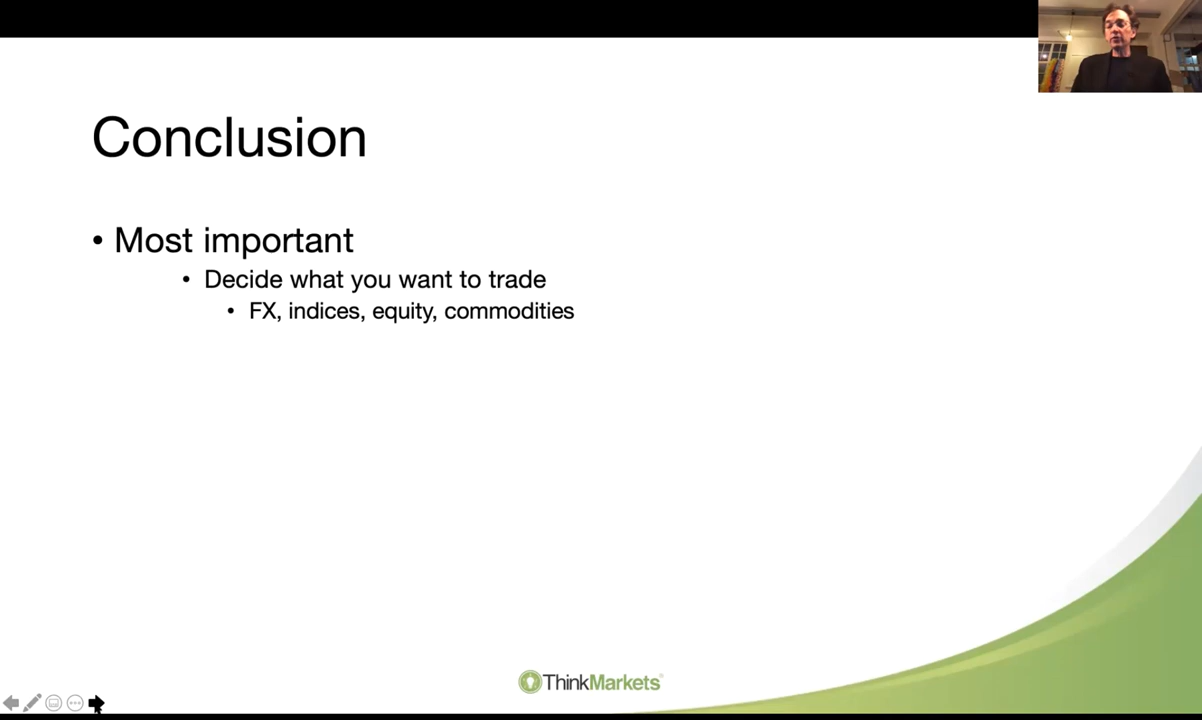 Conclusion
• Most important
• Decide what you want to trade
• FX, indices, equity, commodities
ThinkMarkets